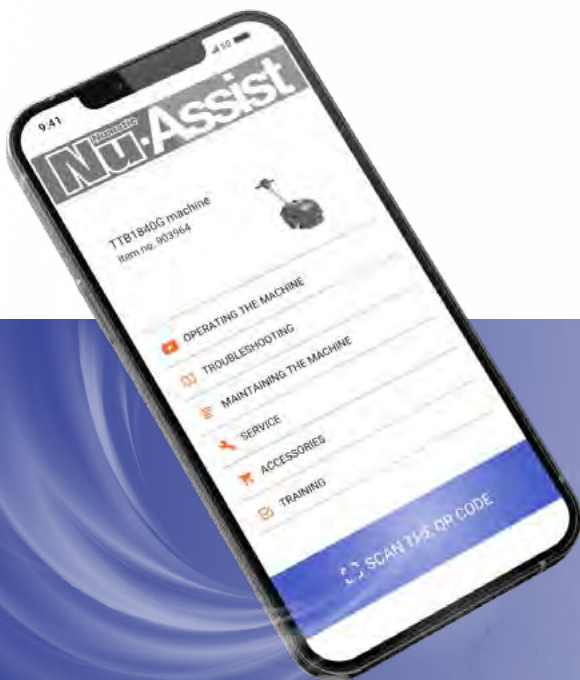 9.41
Numatic
Nu-Assist
TTB1840G machine
Item no. 903964
OPERATING THE MACHINE
TROUBLESHOOTING
MAINTAINING THE MACHINE
SERVICE
ACCESSORIES
TRAINING
SCAN THE QR CODE